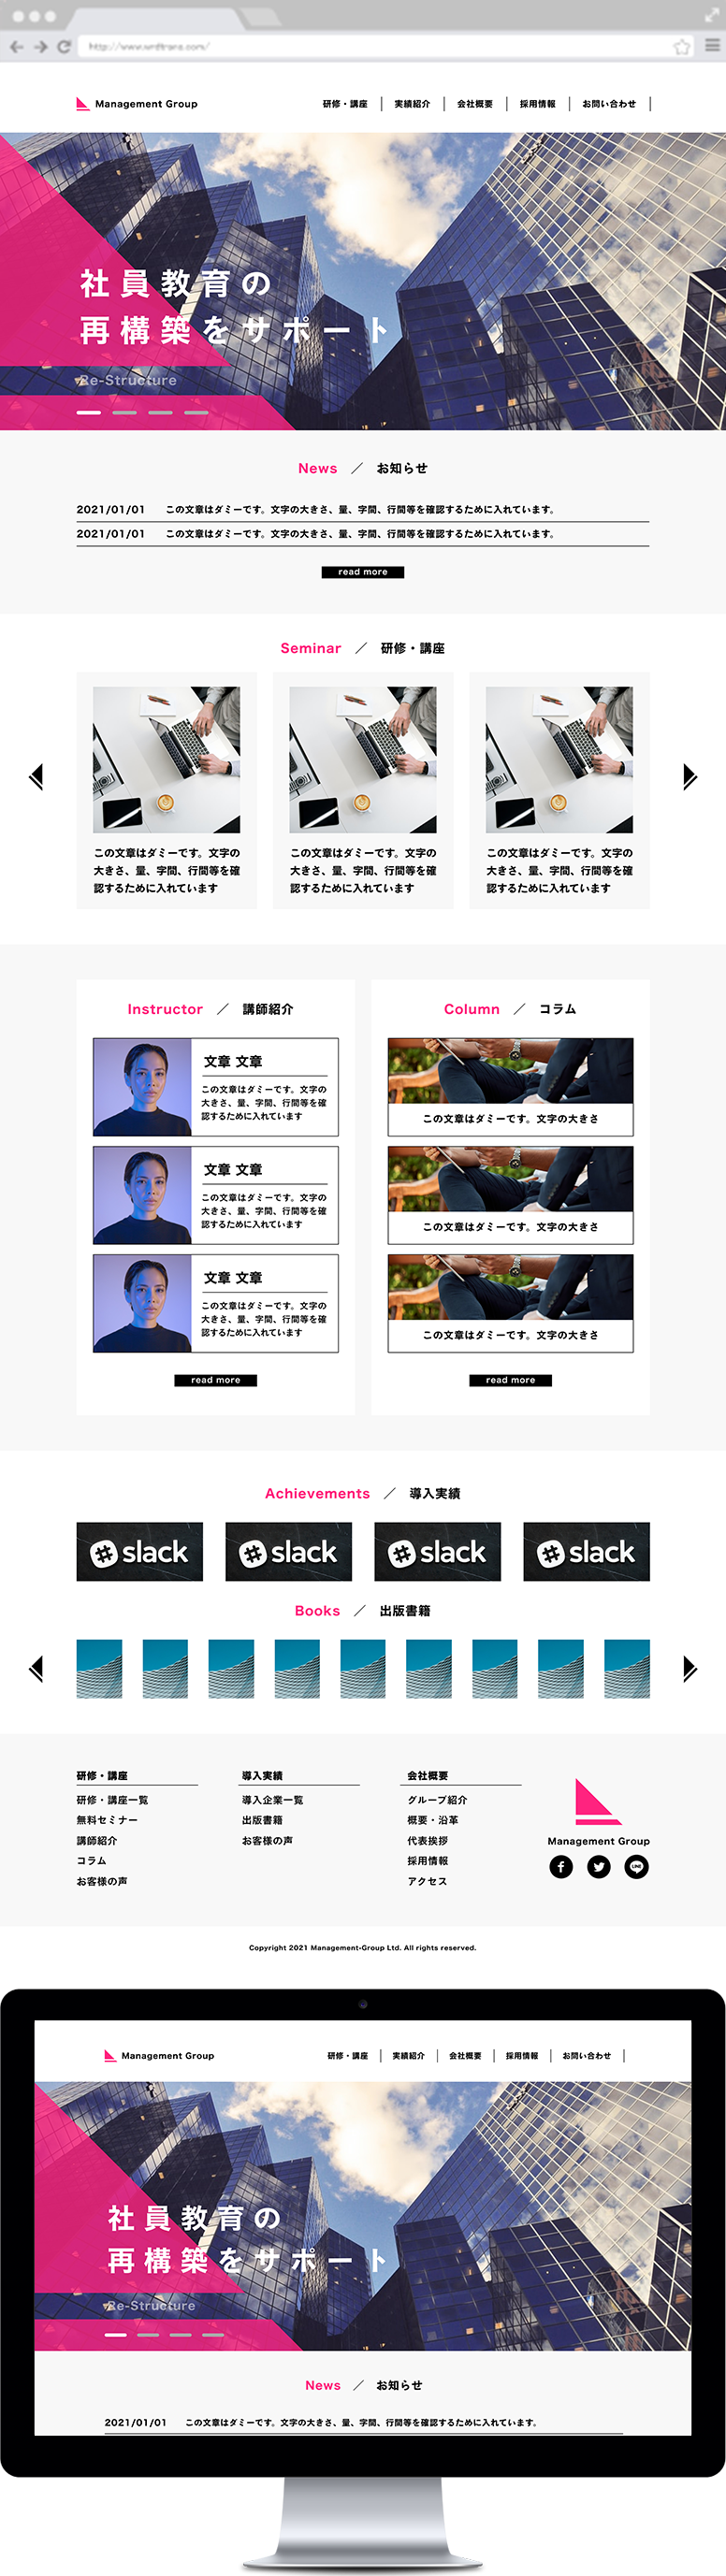 Management Group
研修・講座
実績紹介
会社概要
採用情報
お問い合わせ
社員教育の
再構築をサポート
Re-Structure
News ／ お知らせ
2021/01/01 この文章はダミーです。文字の大きさ、量、字間、行間等を確認するために入れています。
2021/01/01 この文章はダミーです。文字の大きさ、量、字間、行間等を確認するために入れています。
read more
Seminar ／ 研修・講座
この文章はダミーです。文字の
大きさ、量、字間、行間等を確
認するために入れています
この文章はダミーです。文字の
大きさ、量、字間、行間等を確
認するために入れています
この文章はダミーです。文字の
大きさ、量、字間、行間等を確
認するために入れています
Instructor ／ 講師紹介
文章 文章
この文章はダミーです。文字の
大きさ、量、字間、行間等を確
認するために入れています
文章 文章
この文章はダミーです。文字の
大きさ、量、字間、行間等を確
認するために入れています
文章 文章
この文章はダミーです。文字の
大きさ、量、字間、行間等を確
認するために入れています
read more
Column ／ コラム
この文章はダミーです。文字の大きさ
この文章はダミーです。文字の大きさ
この文章はダミーです。文字の大きさ
read more
Achievements ／ 導入実績
slack
slack
slack
slack
Books ／ 出版書籍
研修・講座
研修・講座一覧
無料セミナー
講師紹介
コラム
お客様の声
導入実績
導入企業一覧
出版書籍
お客様の声
会社概要
グループ紹介
概要・沿革
代表挨拶
採用情報
アクセス
Management Group
LINE
Copyright 2021 Management-Group Ltd. All rights reserved.
Management Group
研修・講座
実績紹介
会社概要
採用情報
お問い合わせ
社員教育の
再構築をサポート
Re-Structure
News ／ お知らせ
2021/01/01 この文章はダミーです。文字の大きさ、量、字間、行間等を確認するために入れています。